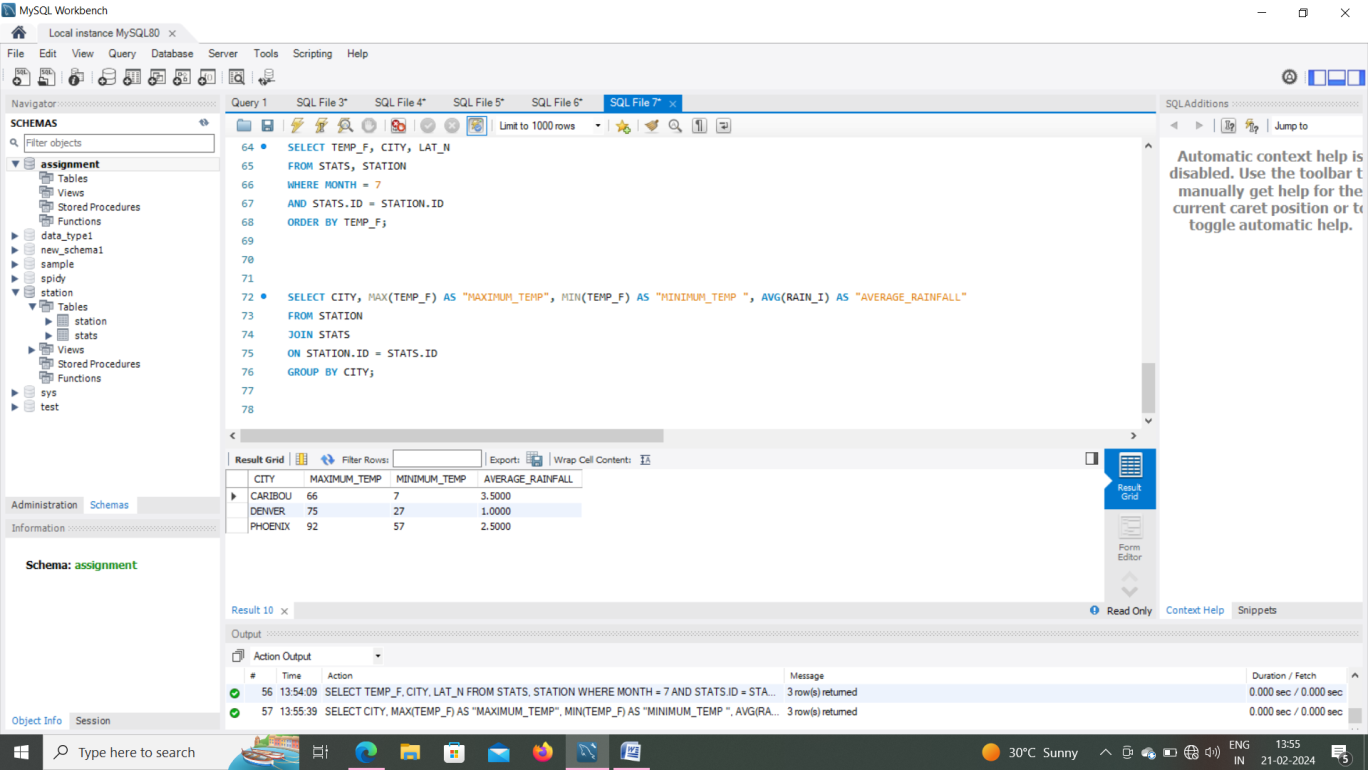 MySQL Workbench
Local instance MySQL80
File Edit View Query Database Server Tools Scripting Help
Navigator
SCHEMAS
Filter objects
assignment
Tables
Views
Stored Procedures
Functions
data_type1
new_schema1
sample
spidy
station
Tables
station
stats
Views
Stored Procedures
Functions
sys
test
Administration Schemas
Information
Schema: assignment
Object Info Session
Query 1 SQL File 3* SQL File 4* SQL File 5* SQL File 6* SQL File 7*
Limit to 1000 rows
64 SELECT TEMP_F, CITY, LAT_N
65 FROM STATS, STATION
66 WHERE MONTH = 7
67 AND STATS.ID = STATION.ID
68 ORDER BY TEMP_F;
69
70
71
72 SELECT CITY, MAX(TEMP_F) AS "MAXIMUM_TEMP", MIN(TEMP_F) AS "MINIMUM_TEMP ", AVG(RAIN_I) AS "AVERAGE_RAINFALL"
73 FROM STATION
74 JOIN STATS
75 ON STATION.ID = STATS.ID
76 GROUP BY CITY;
77
78
Result Grid Filter Rows: Export: Wrap Cell Content:
CITY MAXIMUM_TEMP MINIMUM_TEMP AVERAGE_RAINFALL
CARIBOU 66 7 3.5000
DENVER 75 27 1.0000
PHOENIX 92 57 2.5000
Result Grid
Form Editor
Result 10
Read Only
Output
Action Output
# Time Action Message Duration / Fetch
56 13:54:09 SELECT TEMP_F, CITY, LAT_N FROM STATS, STATION WHERE MONTH = 7 AND STATS.ID = STA... 3 row(s) returned 0.000 sec / 0.000 sec
57 13:55:39 SELECT CITY, MAX(TEMP_F) AS "MAXIMUM_TEMP", MIN(TEMP_F) AS "MINIMUM_TEMP ", AVG(RA... 3 row(s) returned 0.000 sec / 0.000 sec
SQLAdditions
Jump to
Automatic context help is
disabled. Use the toolbar t
manually get help for the
current caret position or to
toggle automatic help.
Context Help Snippets
Type here to search
30°C Sunny
ENG
IN
13:55
21-02-2024
5